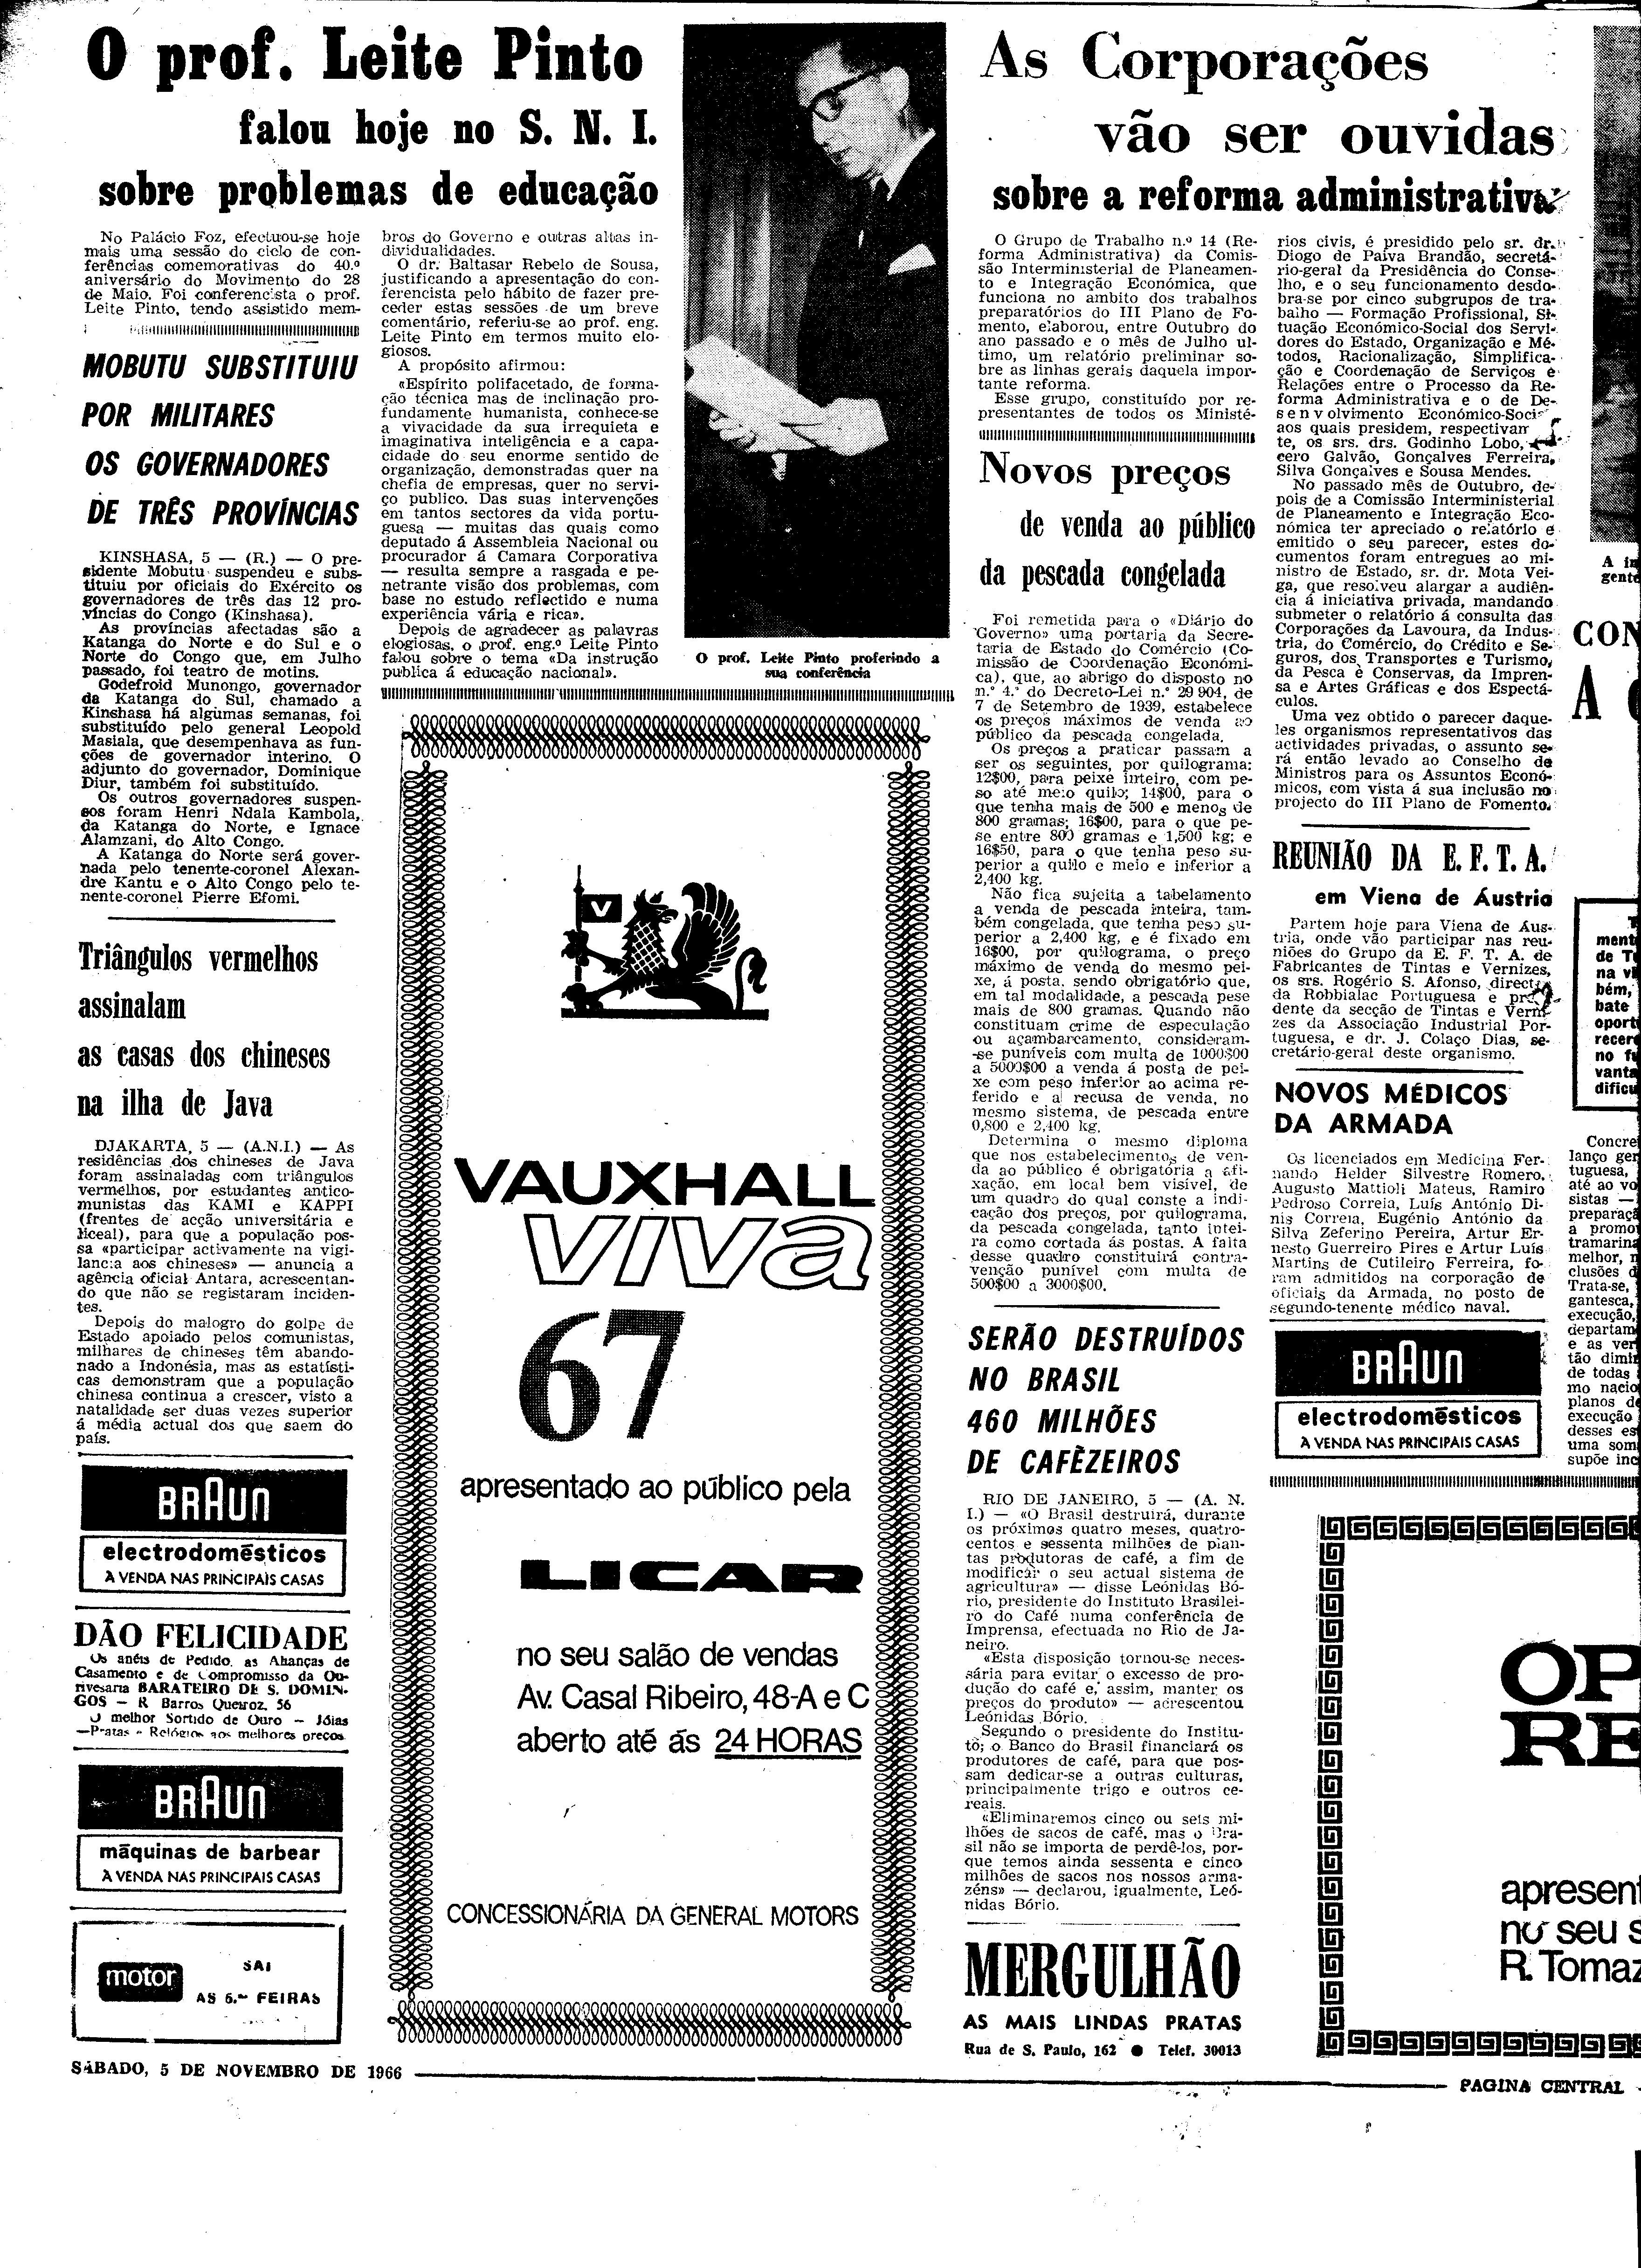 O prof. Leite Pinto
falou hoje no S. N. I.
sobre problemas de educação
No Palácio Foz, efectuou-se hoje
mais uma sessão do ciclo de con-
ferências comemorativas do 40.º
aniversário do Movimento do 28
de Maio. Foi conferencista o prof.
Leite Pinto, tendo assistido mem-
bros do Governo e outras altas in-
dividualidades.
O dr. Baltasar Rebelo de Sousa,
justificando a apresentação do con-
ferencista pelo hábito de fazer pre-
ceder estas sessões de um breve
comentário, referiu-se ao prof. eng.
Leite Pinto em termos muito elo-
giosos.
A propósito afirmou:
«Espírito polifacetado, de forma-
ção técnica mas de inclinação pro-
fundamente humanista, conhece-se
a vivacidade da sua irrequieta e
imaginativa inteligência e a capa-
cidade do seu enorme sentido de
organização, demonstradas quer na
chefia de empresas, quer no servi-
ço publico. Das suas intervenções
em tantos sectores da vida portu-
guesa — muitas das quais como
deputado á Assembleia Nacional ou
procurador á Camara Corporativa
— resulta sempre a rasgada e pe-
netrante visão dos problemas, com
base no estudo reflectido e numa
experiência vária e rica».
Depois de agradecer as palavras
elogiosas, o prof. eng.º Leite Pinto
falou sobre o tema «Da instrução
publica á educação nacional».
O prof. Leite Pinto proferindo a
sua conferência
MOBUTU SUBSTITUIU
POR MILITARES
OS GOVERNADORES
DE TRÊS PROVÍNCIAS
KINSHASA, 5 — (R.) — O pre-
sidente Mobutu suspendeu e subs-
tituiu por oficiais do Exército os
governadores de três das 12 pro-
víncias do Congo (Kinshasa).
As províncias afectadas são a
Katanga do Norte e do Sul e o
Norte do Congo que, em Julho
passado, foi teatro de motins.
Godefroid Munongo, governador
da Katanga do Sul, chamado a
Kinshasa há algumas semanas, foi
substituído pelo general Leopold
Masiala, que desempenhava as fun-
ções de governador interino. O
adjunto do governador, Dominique
Diur, também foi substituído.
Os outros governadores suspen-
sos foram Henri Ndala Kambola,
da Katanga do Norte, e Ignace
Alamzani, do Alto Congo.
A Katanga do Norte será gover-
nada pelo tenente-coronel Alexan-
dre Kantu e o Alto Congo pelo te-
nente-coronel Pierre Efomi.
Triângulos vermelhos
assinalam
as casas dos chineses
na ilha de Java
DJAKARTA, 5 — (A.N.I.) — As
residências dos chineses de Java
foram assinaladas com triângulos
vermelhos, por estudantes antico-
munistas das KAMI e KAPPI
(frentes de acção universitária e
liceal), para que a população pos-
sa «participar activamente na vigi-
lancia aos chineses» — anuncia a
agência oficial Antara, acrescentan-
do que não se registaram inciden-
tes.
Depois do malogro do golpe de
Estado apoiado pelos comunistas,
milhares de chineses têm abando-
nado a Indonésia, mas as estatísti-
cas demonstram que a população
chinesa continua a crescer, visto a
natalidade ser duas vezes superior
á média actual dos que saem do
país.
BRAUN
electrodomésticos
À VENDA NAS PRINCIPAIS CASAS
DÃO FELICIDADE
Os anéis de Pedido, as Alianças de
Casamento e de Compromisso da Ou-
rivesaria BARATEIRO DE S. DOMIN-
GOS — R Barros Queiroz, 56
O melhor Sortido de Ouro — Jóias
—Pratas - Relógios aos melhores preços
BRAUN
máquinas de barbear
À VENDA NAS PRINCIPAIS CASAS
motor
SAI
AS 6.as FEIRAS
V
VAUXHALL
viva
67
apresentado ao público pela
LICAR
no seu salão de vendas
Av. Casal Ribeiro, 48-A e C
aberto até ás 24 HORAS
CONCESSIONÁRIA DA GENERAL MOTORS
As Corporações
vão ser ouvidas
sobre a reforma administrativa
O Grupo de Trabalho n.º 14 (Re-
forma Administrativa) da Comis-
são Interministerial de Planeamen-
to e Integração Económica, que
funciona no ambito dos trabalhos
preparatórios do III Plano de Fo-
mento, elaborou, entre Outubro do
ano passado e o mês de Julho ul-
timo, um relatório preliminar so-
bre as linhas gerais daquela impor-
tante reforma.
Esse grupo, constituído por re-
presentantes de todos os Ministé-
rios civis, é presidido pelo sr. dr.
Diogo de Paiva Brandão, secretá-
rio-geral da Presidência do Conse-
lho, e o seu funcionamento desdo-
bra-se por cinco subgrupos de tra-
balho — Formação Profissional, Si-
tuação Económico-Social dos Servi-
dores do Estado, Organização e Mé-
todos, Racionalização, Simplifica-
ção e Coordenação de Serviços e
Relações entre o Processo da Re-
forma Administrativa e o de De-
senvolvimento
aos quais presidem,
te, os srs. drs. Godinho Lobo,
cero Galvão, Gonçalves Ferreira,
Silva Gonçalves e Sousa Mendes.
No passado mês de Outubro, de-
pois de a Comissão Interministerial
de Planeamento e Integração Eco-
nómica ter apreciado o relatório e
emitido o seu parecer, estes do-
cumentos foram entregues ao mi-
nistro de Estado, sr. dr. Mota Vei-
ga, que resolveu alargar a audiên-
cia á iniciativa privada, mandando
submeter o relatório á consulta das
Corporações da Lavoura, da Indus-
tria, do Comércio, do Crédito e Se-
guros, dos Transportes e Turismo,
da Pesca e Conservas, da Impren-
sa e Artes Gráficas e dos Espectá-
culos.
Uma vez obtido o parecer daque-
les organismos representativos das
actividades privadas, o assunto se-
rá então levado ao Conselho de
Ministros para os Assuntos Econó-
micos, com vista á sua inclusão no
projecto do III Plano de Fomento.
Novos preços
de venda ao público
da pescada congelada
Foi remetida para o «Diário do
Governo» uma portaria da Secre-
taria de Estado do Comércio (Co-
missão de Coordenação Económi-
ca), que, ao abrigo do disposto no
n.º 4.º do Decreto-Lei n.º 29 904, de
7 de Setembro de 1939, estabelece
os preços máximos de venda ao
público da pescada congelada.
Os preços a praticar passam a
ser os seguintes, por quilograma:
12$00, para peixe inteiro, com pe-
so até meio quilo; 14$00, para o
que tenha mais de 500 e menos de
800 gramas; 16$00, para o que pe-
se entre 800 gramas e 1,500 kg; e
16$50, para o que tenha peso su-
perior a quilo e meio e inferior a
2,400 kg.
Não fica sujeita a tabelamento
a venda de pescada inteira, tam-
bém congelada, que tenha peso su-
perior a 2,400 kg, e é fixado em
16$00, por quilograma, o preço
máximo de venda do mesmo pei-
xe, á posta, sendo obrigatório que,
em tal modalidade, a pescada pese
mais de 800 gramas. Quando não
constituam crime de especulação
ou açambarcamento, consideram-
-se puníveis com multa de 1000$00
a 5000$00 a venda á posta de pei-
xe com peso inferior ao acima re-
ferido e a recusa de venda, no
mesmo sistema, de pescada entre
0,800 e 2,400 kg.
Determina o mesmo diploma
que nos estabelecimentos de ven-
da ao público é obrigatória a afi-
xação, em local bem visível, de
um quadro do qual conste a indi-
cação dos preços, por quilograma,
da pescada congelada, tanto intei-
ra como cortada ás postas. A falta
desse quadro constituirá contra-
venção punível com multa de
500$00 a 3000$00.
SERÃO DESTRUÍDOS
NO BRASIL
460 MILHÕES
DE CAFÈZEIROS
RIO DE JANEIRO, 5 — (A. N.
I.) — «O Brasil destruirá, durante
os próximos quatro meses, quatro-
centos e sessenta milhões de plan-
tas produtoras de café, a fim de
modificar o seu actual sistema de
agricultura» — disse Leónidas Bó-
rio, presidente do Instituto Brasilei-
ro do Café numa conferência de
Imprensa, efectuada no Rio de Ja-
neiro.
«Esta disposição tornou-se neces-
sária para evitar o excesso de pro-
dução do café e, assim, manter os
preços do produto» — acrescentou
Leónidas Bório.
Segundo o presidente do Institu-
to; o Banco do Brasil financiará os
produtores de café, para que pos-
sam dedicar-se a outras culturas,
principalmente trigo e outros ce-
reais.
«Eliminaremos cinco ou seis mi-
lhões de sacos de café, mas o Bra-
sil não se importa de perdê-los, por-
que temos ainda sessenta e cinco
milhões de sacos nos nossos arma-
zéns» — declarou, igualmente, Leó-
nidas Bório.
MERGULHÃO
AS MAIS LINDAS PRATAS
Rua de S. Paulo, 162 ● Telef. 30013
REUNIÃO DA E. F. T. A.
em Viena de Áustria
Partem hoje para Viena de Áus-
tria, onde vão participar nas reu-
niões do Grupo da E. F. T. A. de
Fabricantes de Tintas e Vernizes,
os srs. Rogério S. Afonso,
da Robbialac Portuguesa e
dente da secção de Tintas e Verni-
zes da Associação Industrial Por-
tuguesa, e dr. J. Colaço Dias, se-
cretário-geral deste organismo.
NOVOS MÉDICOS
DA ARMADA
Os licenciados em Medicina Fer-
nando Helder Silvestre Romero,
Augusto Mattioli Mateus, Ramiro
Pedroso Correia, Luís António Di-
nis Correia, Eugénio António da
Silva Zeferino Pereira, Artur Er-
nesto Guerreiro Pires e Artur Luís
Martins de Cutileiro Ferreira, fo-
ram admitidos na corporação de
oficiais da Armada, no posto de
segundo-tenente médico naval.
BRAUN
electrodomésticos
À VENDA NAS PRINCIPAIS CASAS
A in
gente
CON
A
ment
de T
na vi
bém,
bate
oport
recer
no fu
vanta
dificu
Concre
lanço ger
tuguesa,
até ao vo
sistas —
preparaçã
a promo
tramarina
melhor, n
clusões d
Trata-se,
gantesca,
execução,
departam
e as ver
tão dimi
de todas
mo nacio
planos de
execução
desses es
uma som
supõe inc
OP
RE
apresent
no seu s
R. Tomaz
SÁBADO, 5 DE NOVEMBRO DE 1966
PAGINA CENTRAL